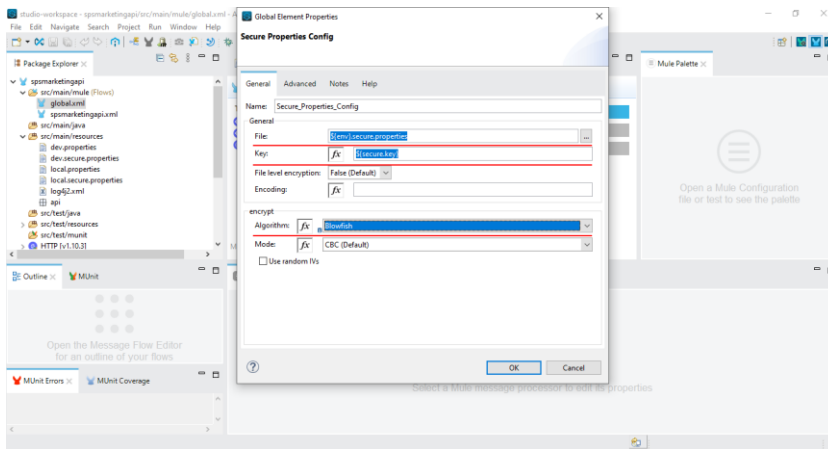 studio-workspace - spsmarketingapi/src/main/mule/global.xml - A
File Edit Navigate Search Project Run Window Help
Package Explorer
spsmarketingapi
src/main/mule (Flows)
global.xml
spsmarketingapi.xml
src/main/java
src/main/resources
dev.properties
dev.secure.properties
local.properties
local.secure.properties
log4j2.xml
api
src/test/java
src/test/resources
src/test/munit
HTTP [v1.10.3]
Outline
MUnit
Open the Message Flow Editor
for an outline of your flows
MUnit Errors
MUnit Coverage
Global Element Properties
Secure Properties Config
General Advanced Notes Help
Name: Secure_Properties_Config
General
File: ${env}.secure.properties ...
Key: fx ${secure.key}
File level encryption: False (Default)
Encoding: fx
encrypt
Algorithm: fx Blowfish
Mode: fx CBC (Default)
Use random IVs
OK Cancel
Select a Mule message processor to edit its properties
Mule Palette
Open a Mule Configuration
file or test to see the palette